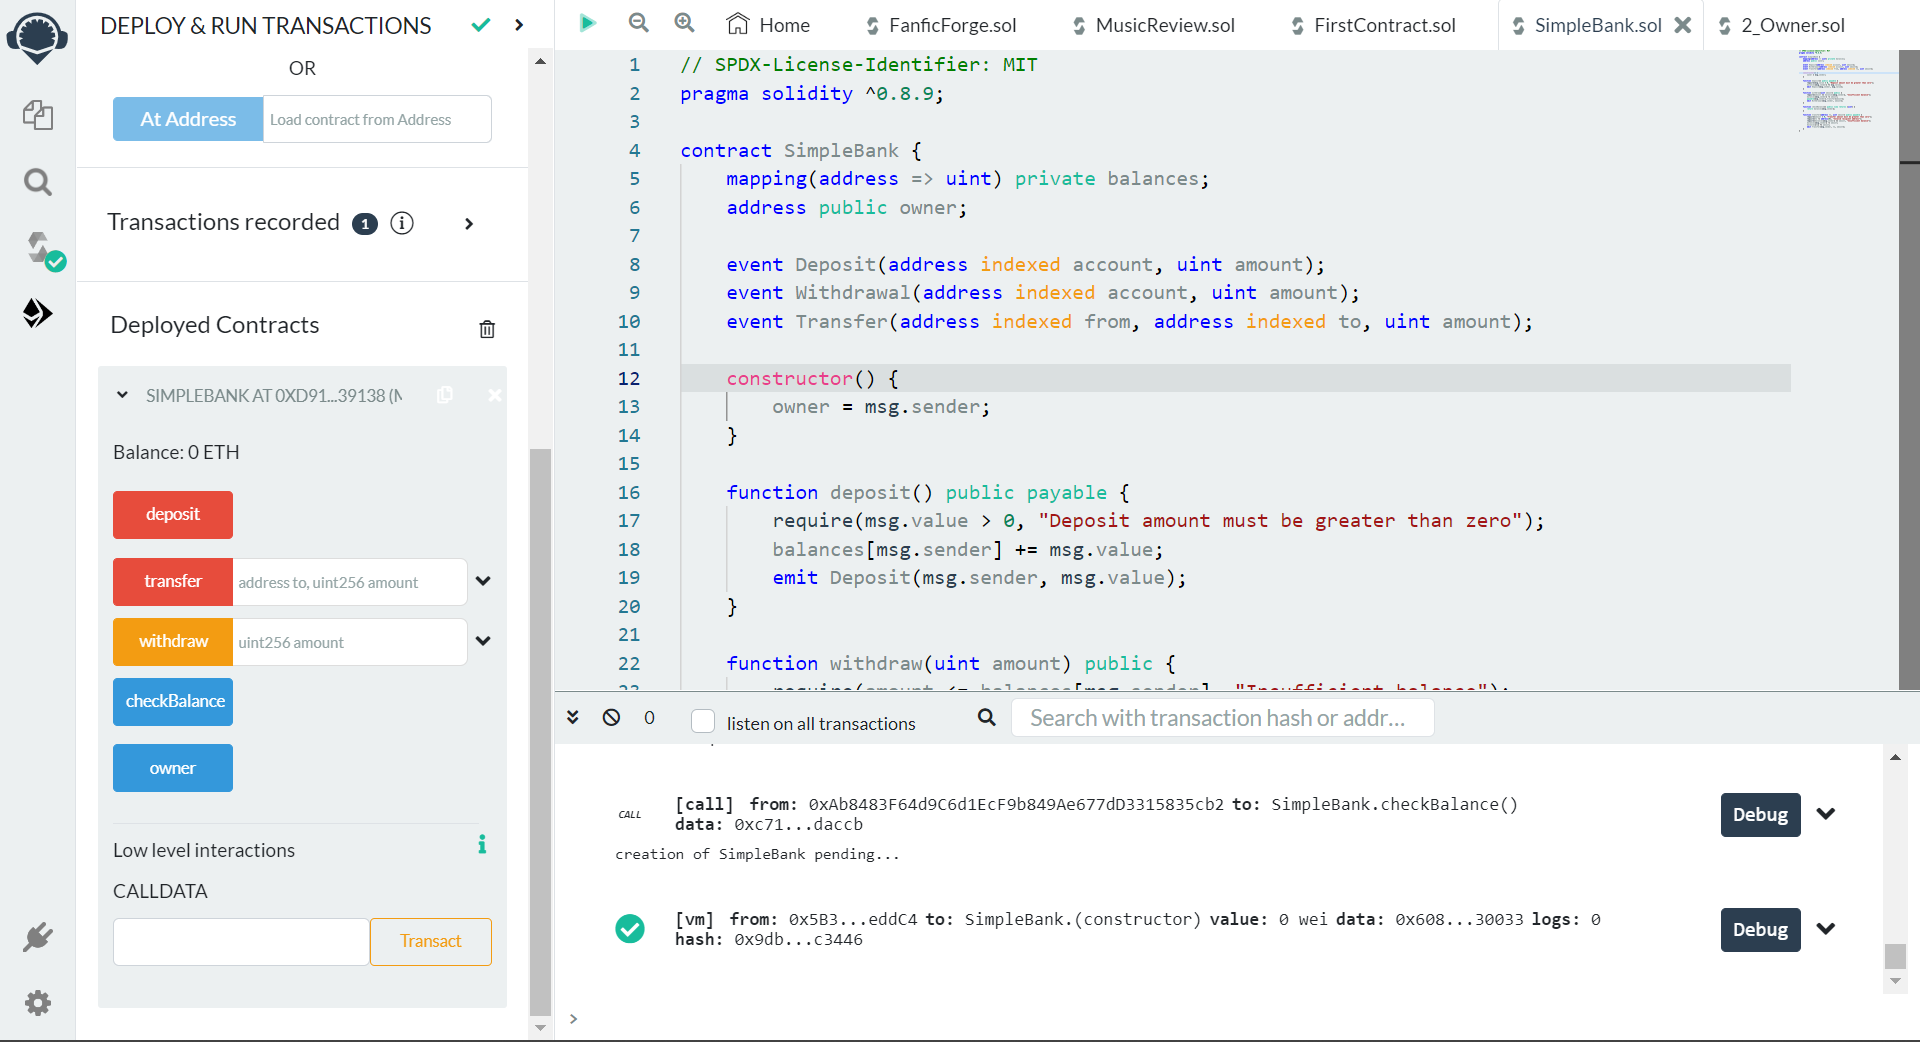 DEPLOY & RUN TRANSACTIONS
OR
At Address
Load contract from Address
Transactions recorded 1
Deployed Contracts
SIMPLEBANK AT 0XD91...39138 (M
Balance: 0 ETH
deposit
transfer
address to, uint256 amount
withdraw
uint256 amount
checkBalance
owner
Low level interactions
CALLDATA
Transact
Home
FanficForge.sol
MusicReview.sol
FirstContract.sol
SimpleBank.sol
2_Owner.sol
1 // SPDX-License-Identifier: MIT
2 pragma solidity ^0.8.9;
3
4 contract SimpleBank {
5 mapping(address => uint) private balances;
6 address public owner;
7
8 event Deposit(address indexed account, uint amount);
9 event Withdrawal(address indexed account, uint amount);
10 event Transfer(address indexed from, address indexed to, uint amount);
11
12 constructor() {
13 owner = msg.sender;
14 }
15
16 function deposit() public payable {
17 require(msg.value > 0, "Deposit amount must be greater than zero");
18 balances[msg.sender] += msg.value;
19 emit Deposit(msg.sender, msg.value);
20 }
21
22 function withdraw(uint amount) public {
23 require(amount <= balances[msg.sender], "Insufficient balance");
0
listen on all transactions
Search with transaction hash or addr...
CALL
[call] from: 0xAb8483F64d9C6d1EcF9b849Ae677dD3315835cb2 to: SimpleBank.checkBalance()
data: 0xc71...daccb
Debug
creation of SimpleBank pending...
[vm] from: 0x5B3...eddC4 to: SimpleBank.(constructor) value: 0 wei data: 0x608...30033 logs: 0
hash: 0x9db...c3446
Debug
>